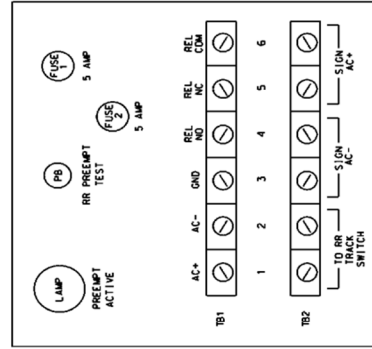 FUSE
1
5 AMP
FUSE
2
5 AMP
PB
RR PREEMPT
TEST
LAMP
PREEMPT
ACTIVE
TB1
AC+
AC-
GND
REL
NO
REL
NC
REL
COM
1
2
3
4
5
6
TB2
TO RR
TRACK
SWITCH
SIGN
AC-
SIGN
AC+